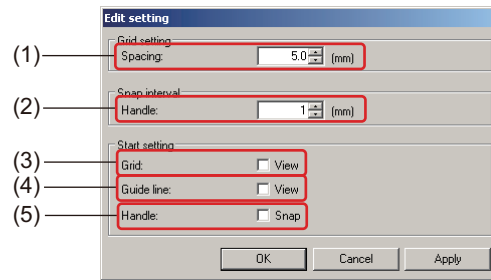 Edit setting
Grid setting
(1) Spacing: 5.0 (mm)
Snap interval
(2) Handle: 1 (mm)
Start setting
(3) Grid: View
(4) Guide line: View
(5) Handle: Snap
OK Cancel Apply